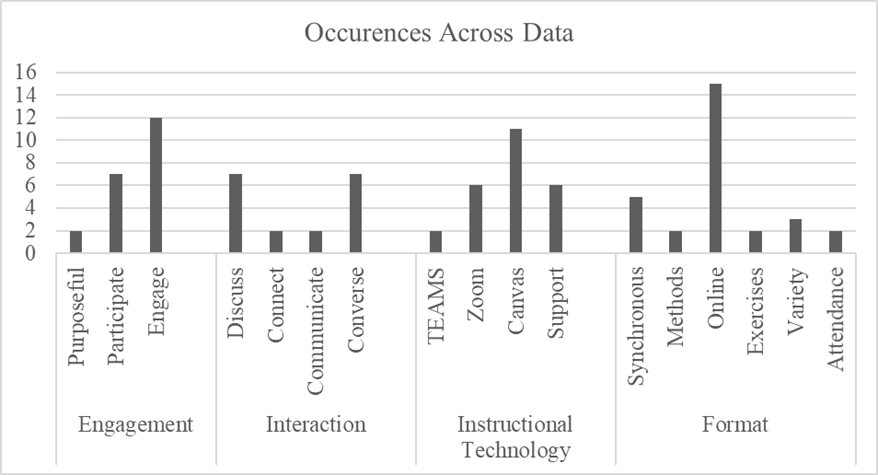 Occurences Across Data
16
14
12
10
8
6
4
2
0
Purposeful
Participate
Engage
Discuss
Connect
Communicate
Converse
TEAMS
Zoom
Canvas
Support
Synchronous
Methods
Online
Exercises
Variety
Attendance
Engagement
Interaction
Instructional
Technology
Format